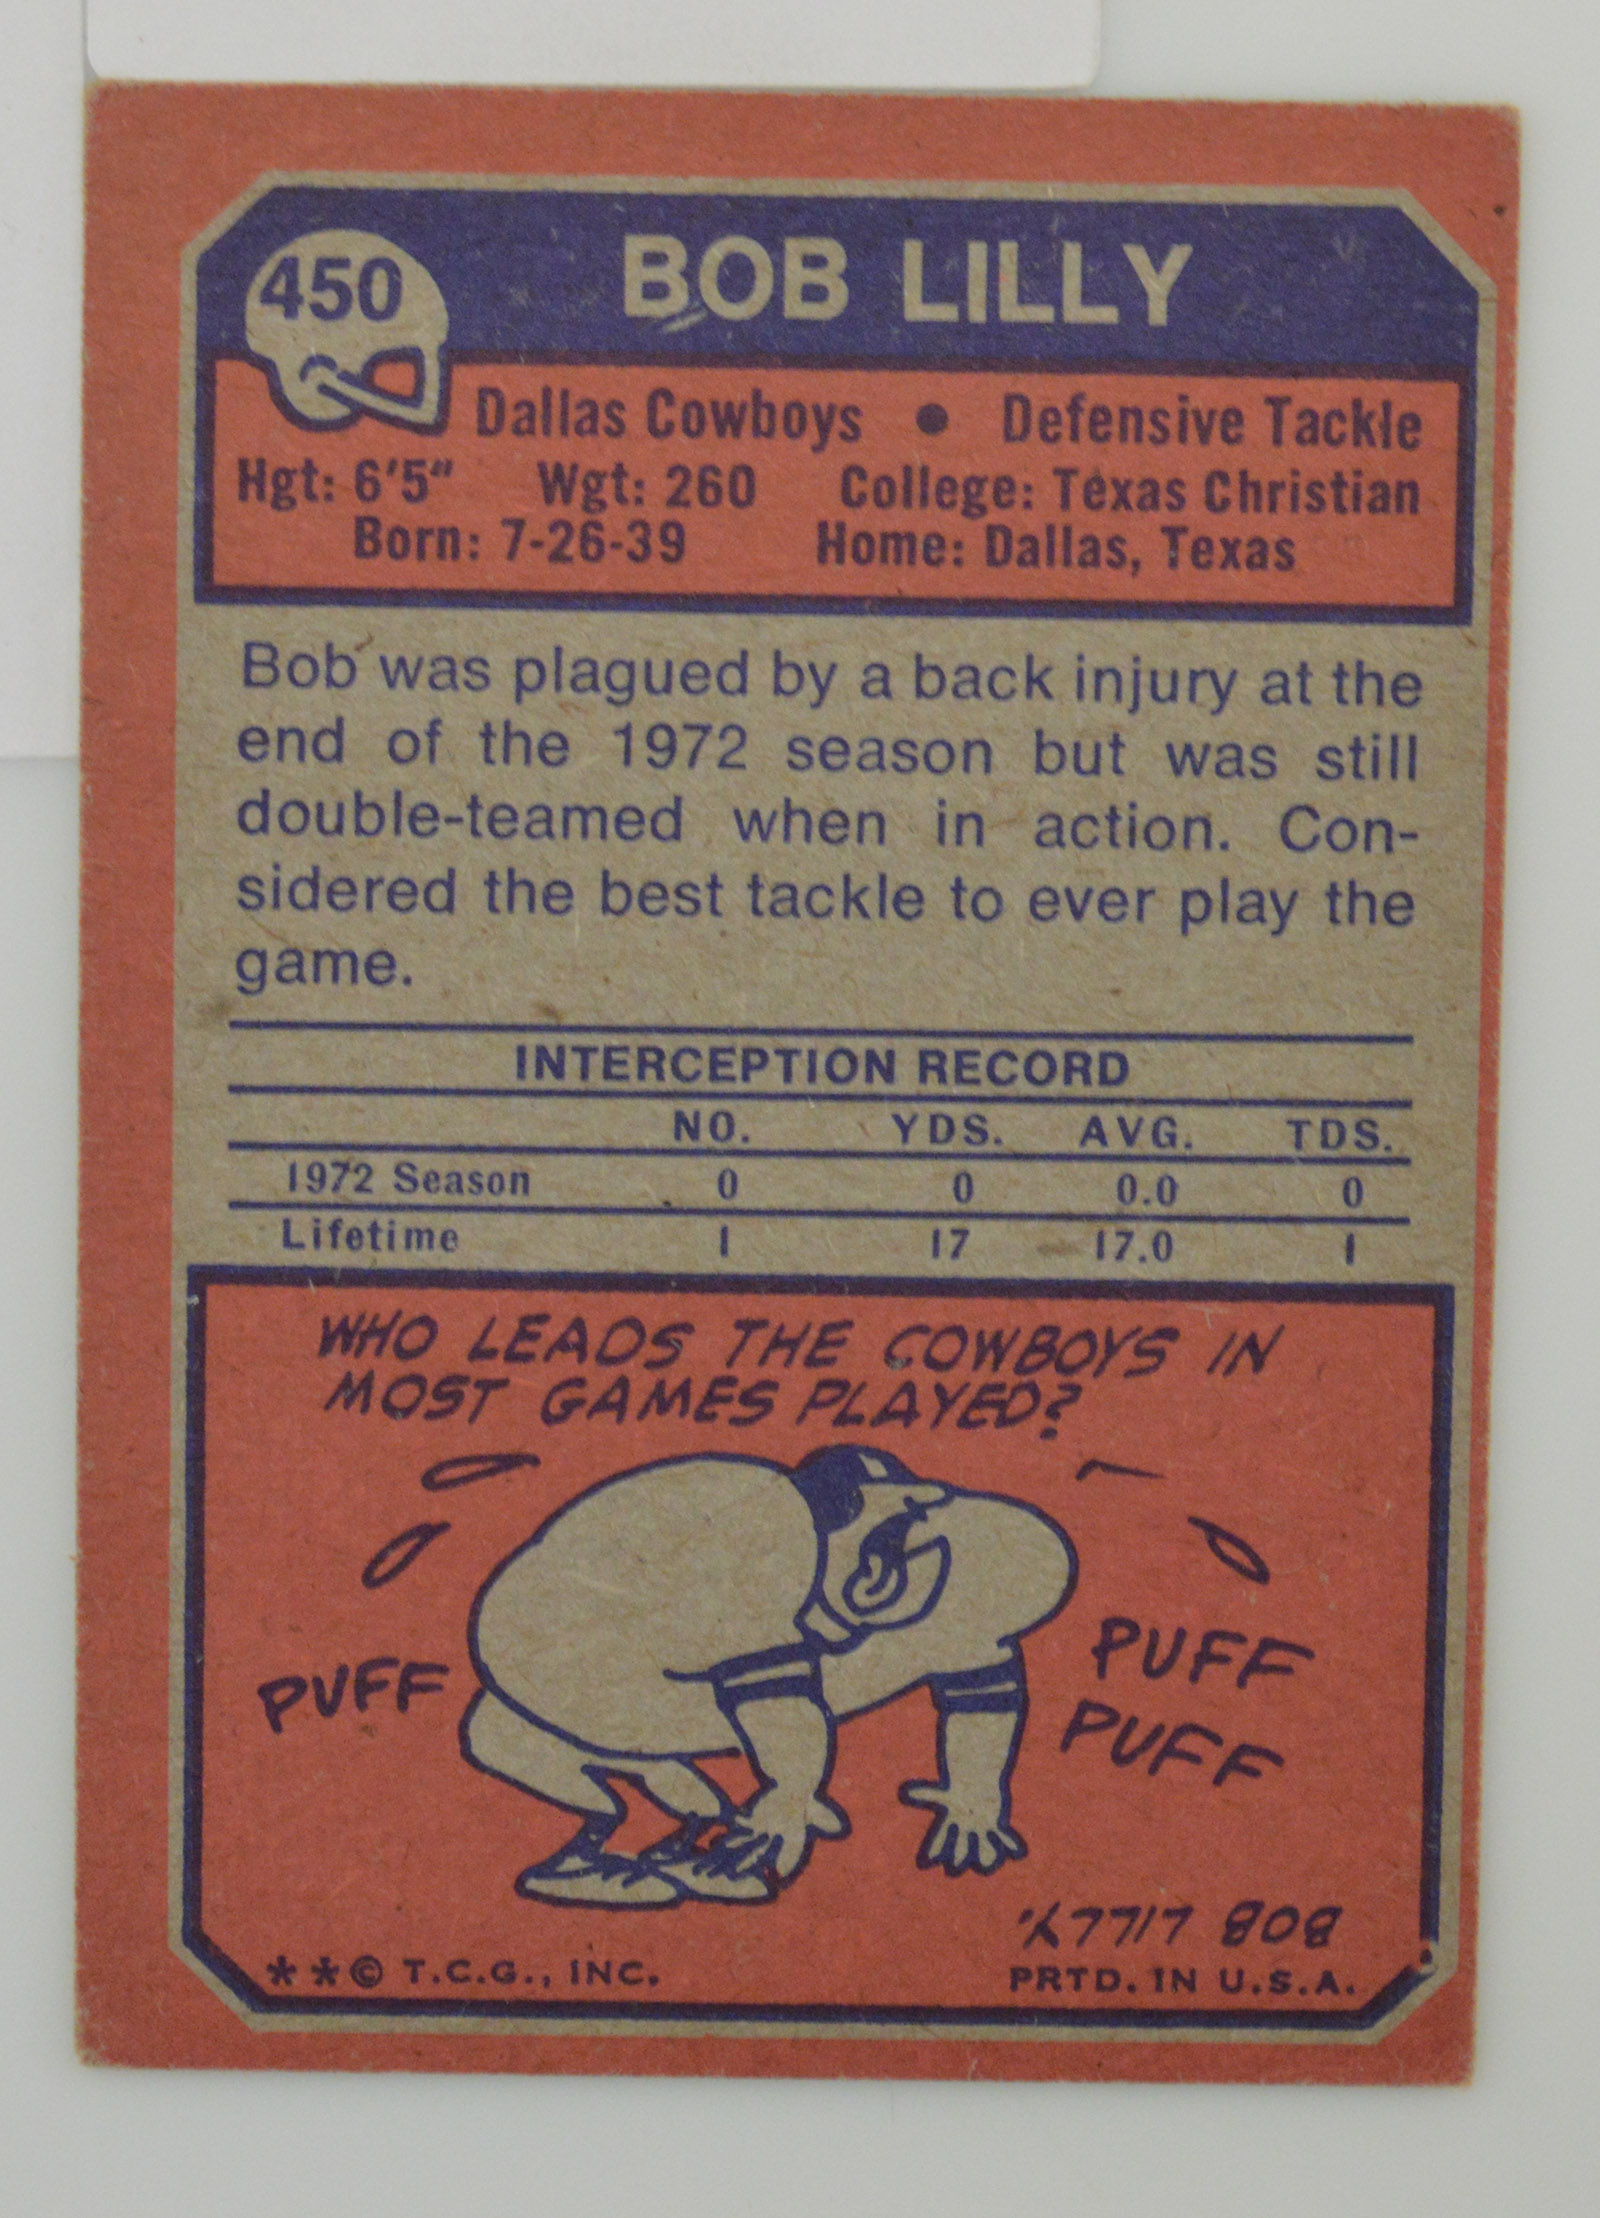 450
BOB LILLY
Dallas Cowboys • Defensive Tackle
Hgt: 6'5" Wgt: 260 College: Texas Christian
Born: 7-26-39 Home: Dallas, Texas
Bob was plagued by a back injury at the
end of the 1972 season but was still
double-teamed when in action. Con-
sidered the best tackle to ever play the
game.
INTERCEPTION RECORD
NO. YDS. AVG. TDS.
1972 Season 0 0 0.0 0
Lifetime 1 17 17.0 1
WHO LEADS THE COWBOYS IN
MOST GAMES PLAYED?
PUFF
PUFF
PUFF
BOB LILLY.
**© T.C.G., INC.
PRTD. IN U.S.A.